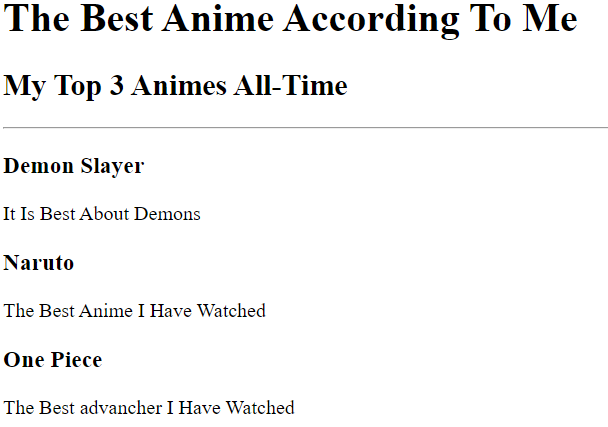 The Best Anime According To Me
My Top 3 Animes All-Time
Demon Slayer
It Is Best About Demons
Naruto
The Best Anime I Have Watched
One Piece
The Best advancher I Have Watched